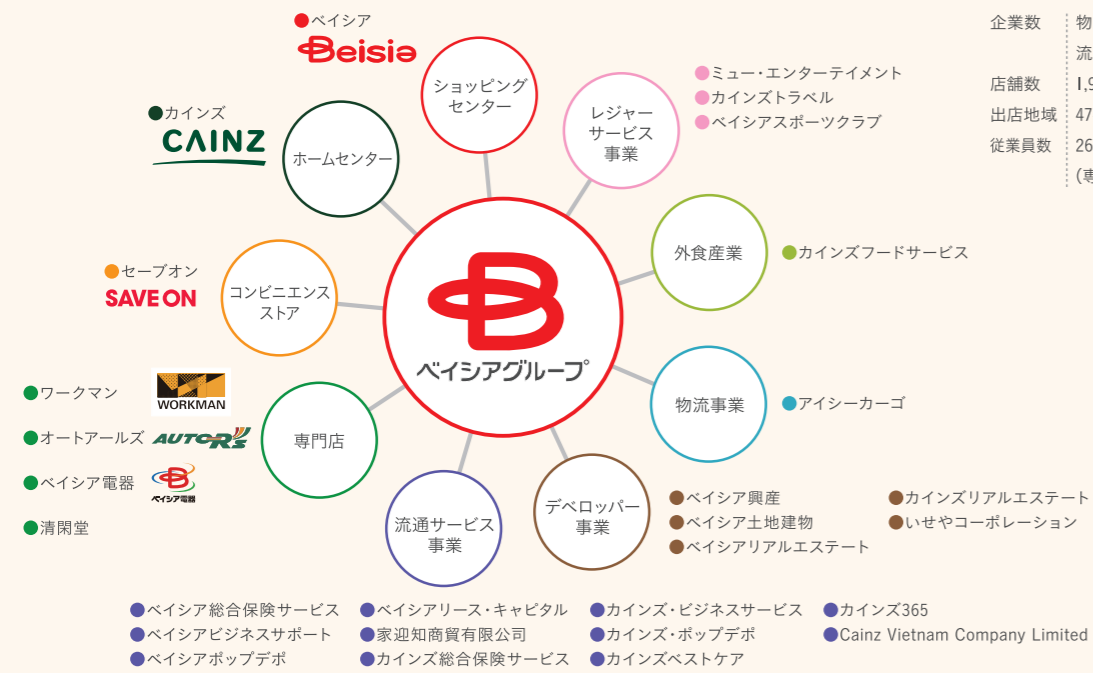 ベイシア
Beisia
ショッピング
センター
レジャー
サービス
事業
ミュー・エンターテイメント
カインズトラベル
ベイシアスポーツクラブ
企業数
物
流
店舗数
1,9
出店地域
47
従業員数
26
(専
カインズ
CAINZ
ホームセンター
外食産業
カインズフードサービス
セーブオン
SAVE ON
コンビニエンス
ストア
ベイシアグループ
物流事業
アイシーカーゴ
ワークマン
WORKMAN
オートアールズ
AUTOR's
ベイシア電器
ベイシア電器
清閑堂
専門店
流通サービス
事業
デベロッパー
事業
ベイシア興産
ベイシア土地建物
ベイシアリアルエステート
カインズリアルエステート
いせやコーポレーション
ベイシア総合保険サービス
ベイシアビジネスサポート
ベイシアポップデポ
ベイシアリース・キャピタル
家迎知商貿有限公司
カインズ総合保険サービス
カインズ・ビジネスサービス
カインズ・ポップデポ
カインズベストケア
カインズ365
Cainz Vietnam Company Limited